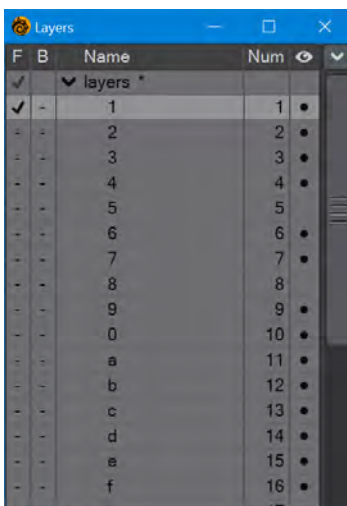 Layers
F B Name Num
layers *
1 1
2 2
3 3
4 4
5 5
6 6
7 7
8 8
9 9
0 10
a 11
b 12
c 13
d 14
e 15
f 16